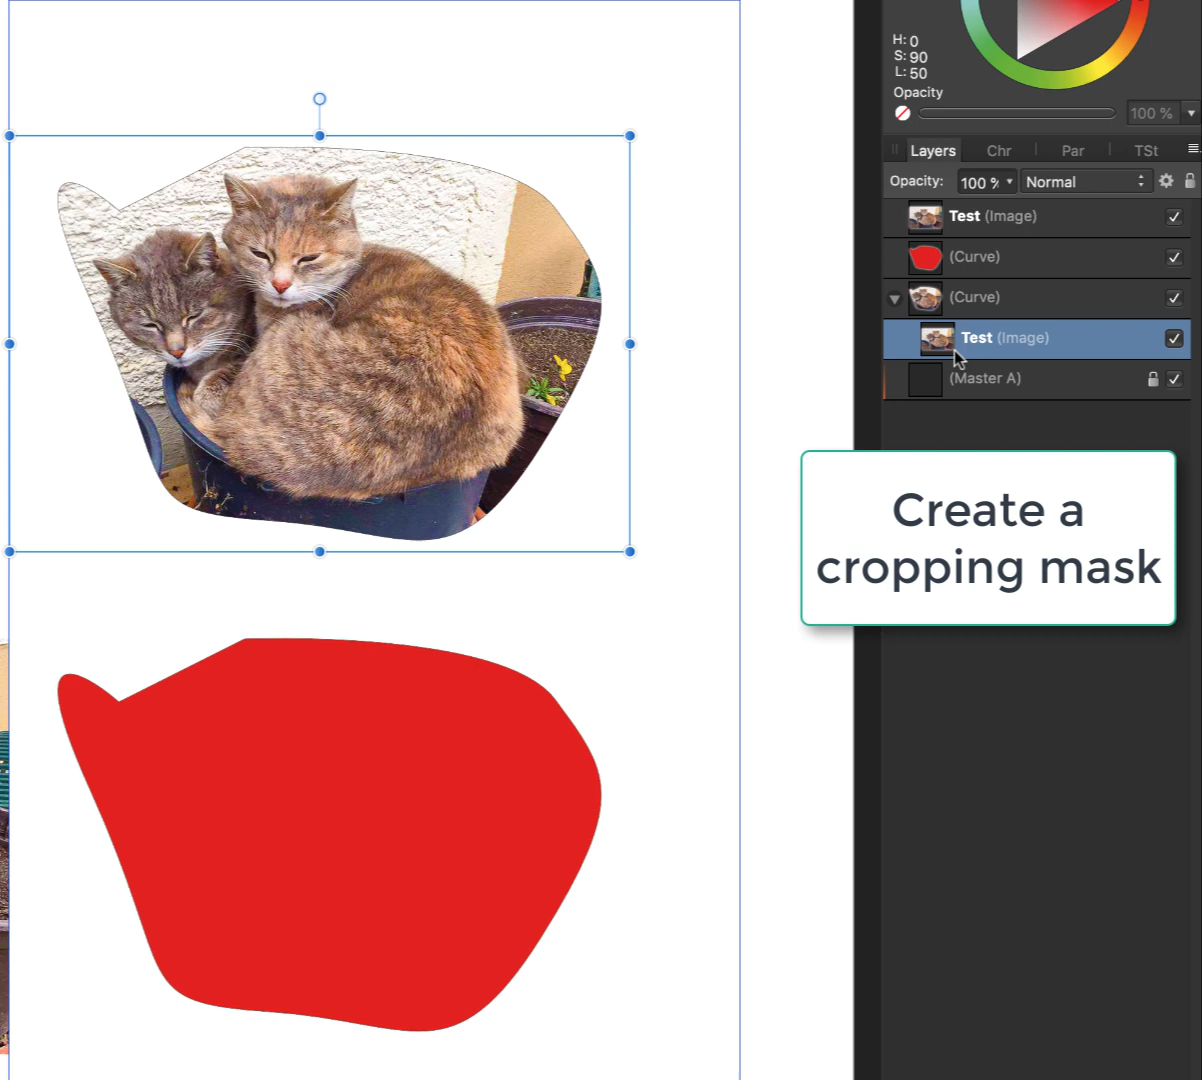 H: 0
S: 90
L: 50
Opacity
100 %
Layers Chr Par TSt
Opacity: 100 % Normal
Test (Image)
(Curve)
(Curve)
Test (Image)
(Master A)
Create a
cropping mask